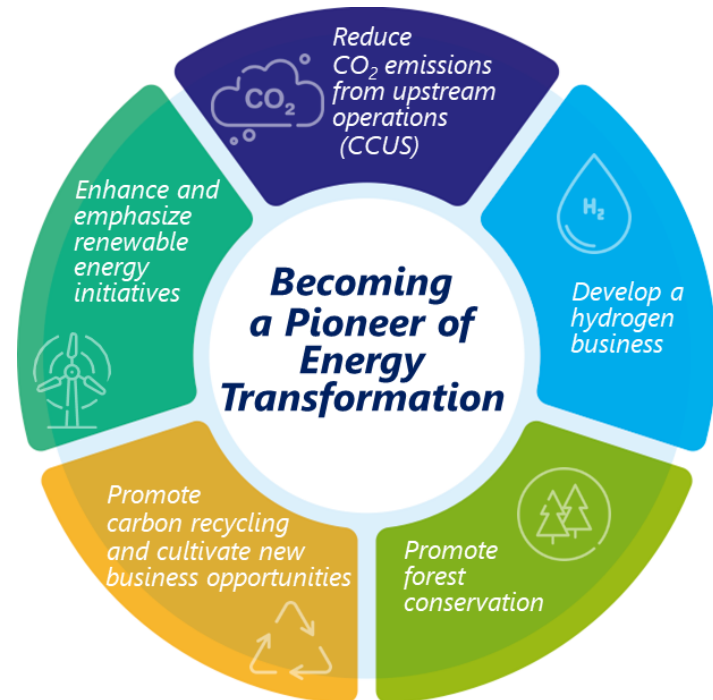 Reduce
CO₂ emissions
from upstream
operations
(CCUS)
CO₂
H₂
Develop a
hydrogen
business
Promote
forest
conservation
Promote
carbon recycling
and cultivate new
business opportunities
Enhance and
emphasize
renewable
energy
initiatives
Becoming
a Pioneer of
Energy
Transformation